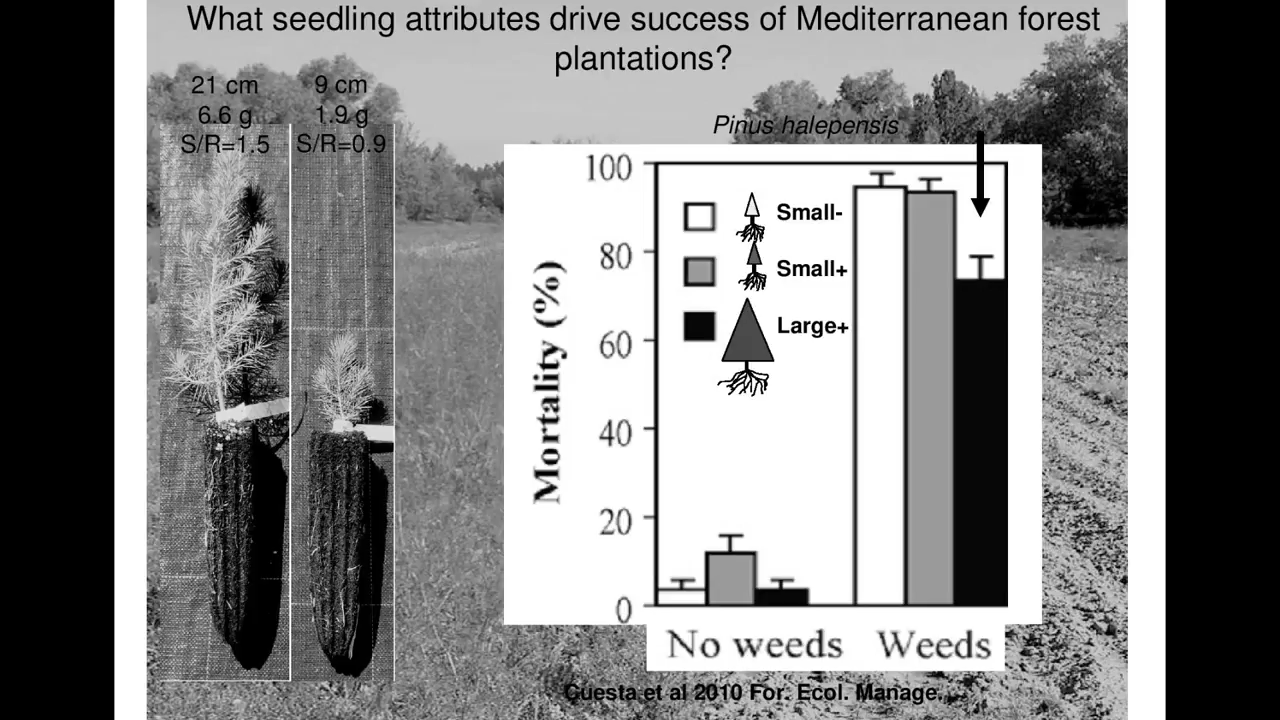 What seedling attributes drive success of Mediterranean forest
plantations?
21 cm
6.6 g
S/R=1.5
9 cm
1.9 g
S/R=0.9
Pinus halepensis
100
80
60
40
20
0
Mortality (%)
Small-
Small+
Large+
No weeds
Weeds
Cuesta et al 2010 For. Ecol. Manage.